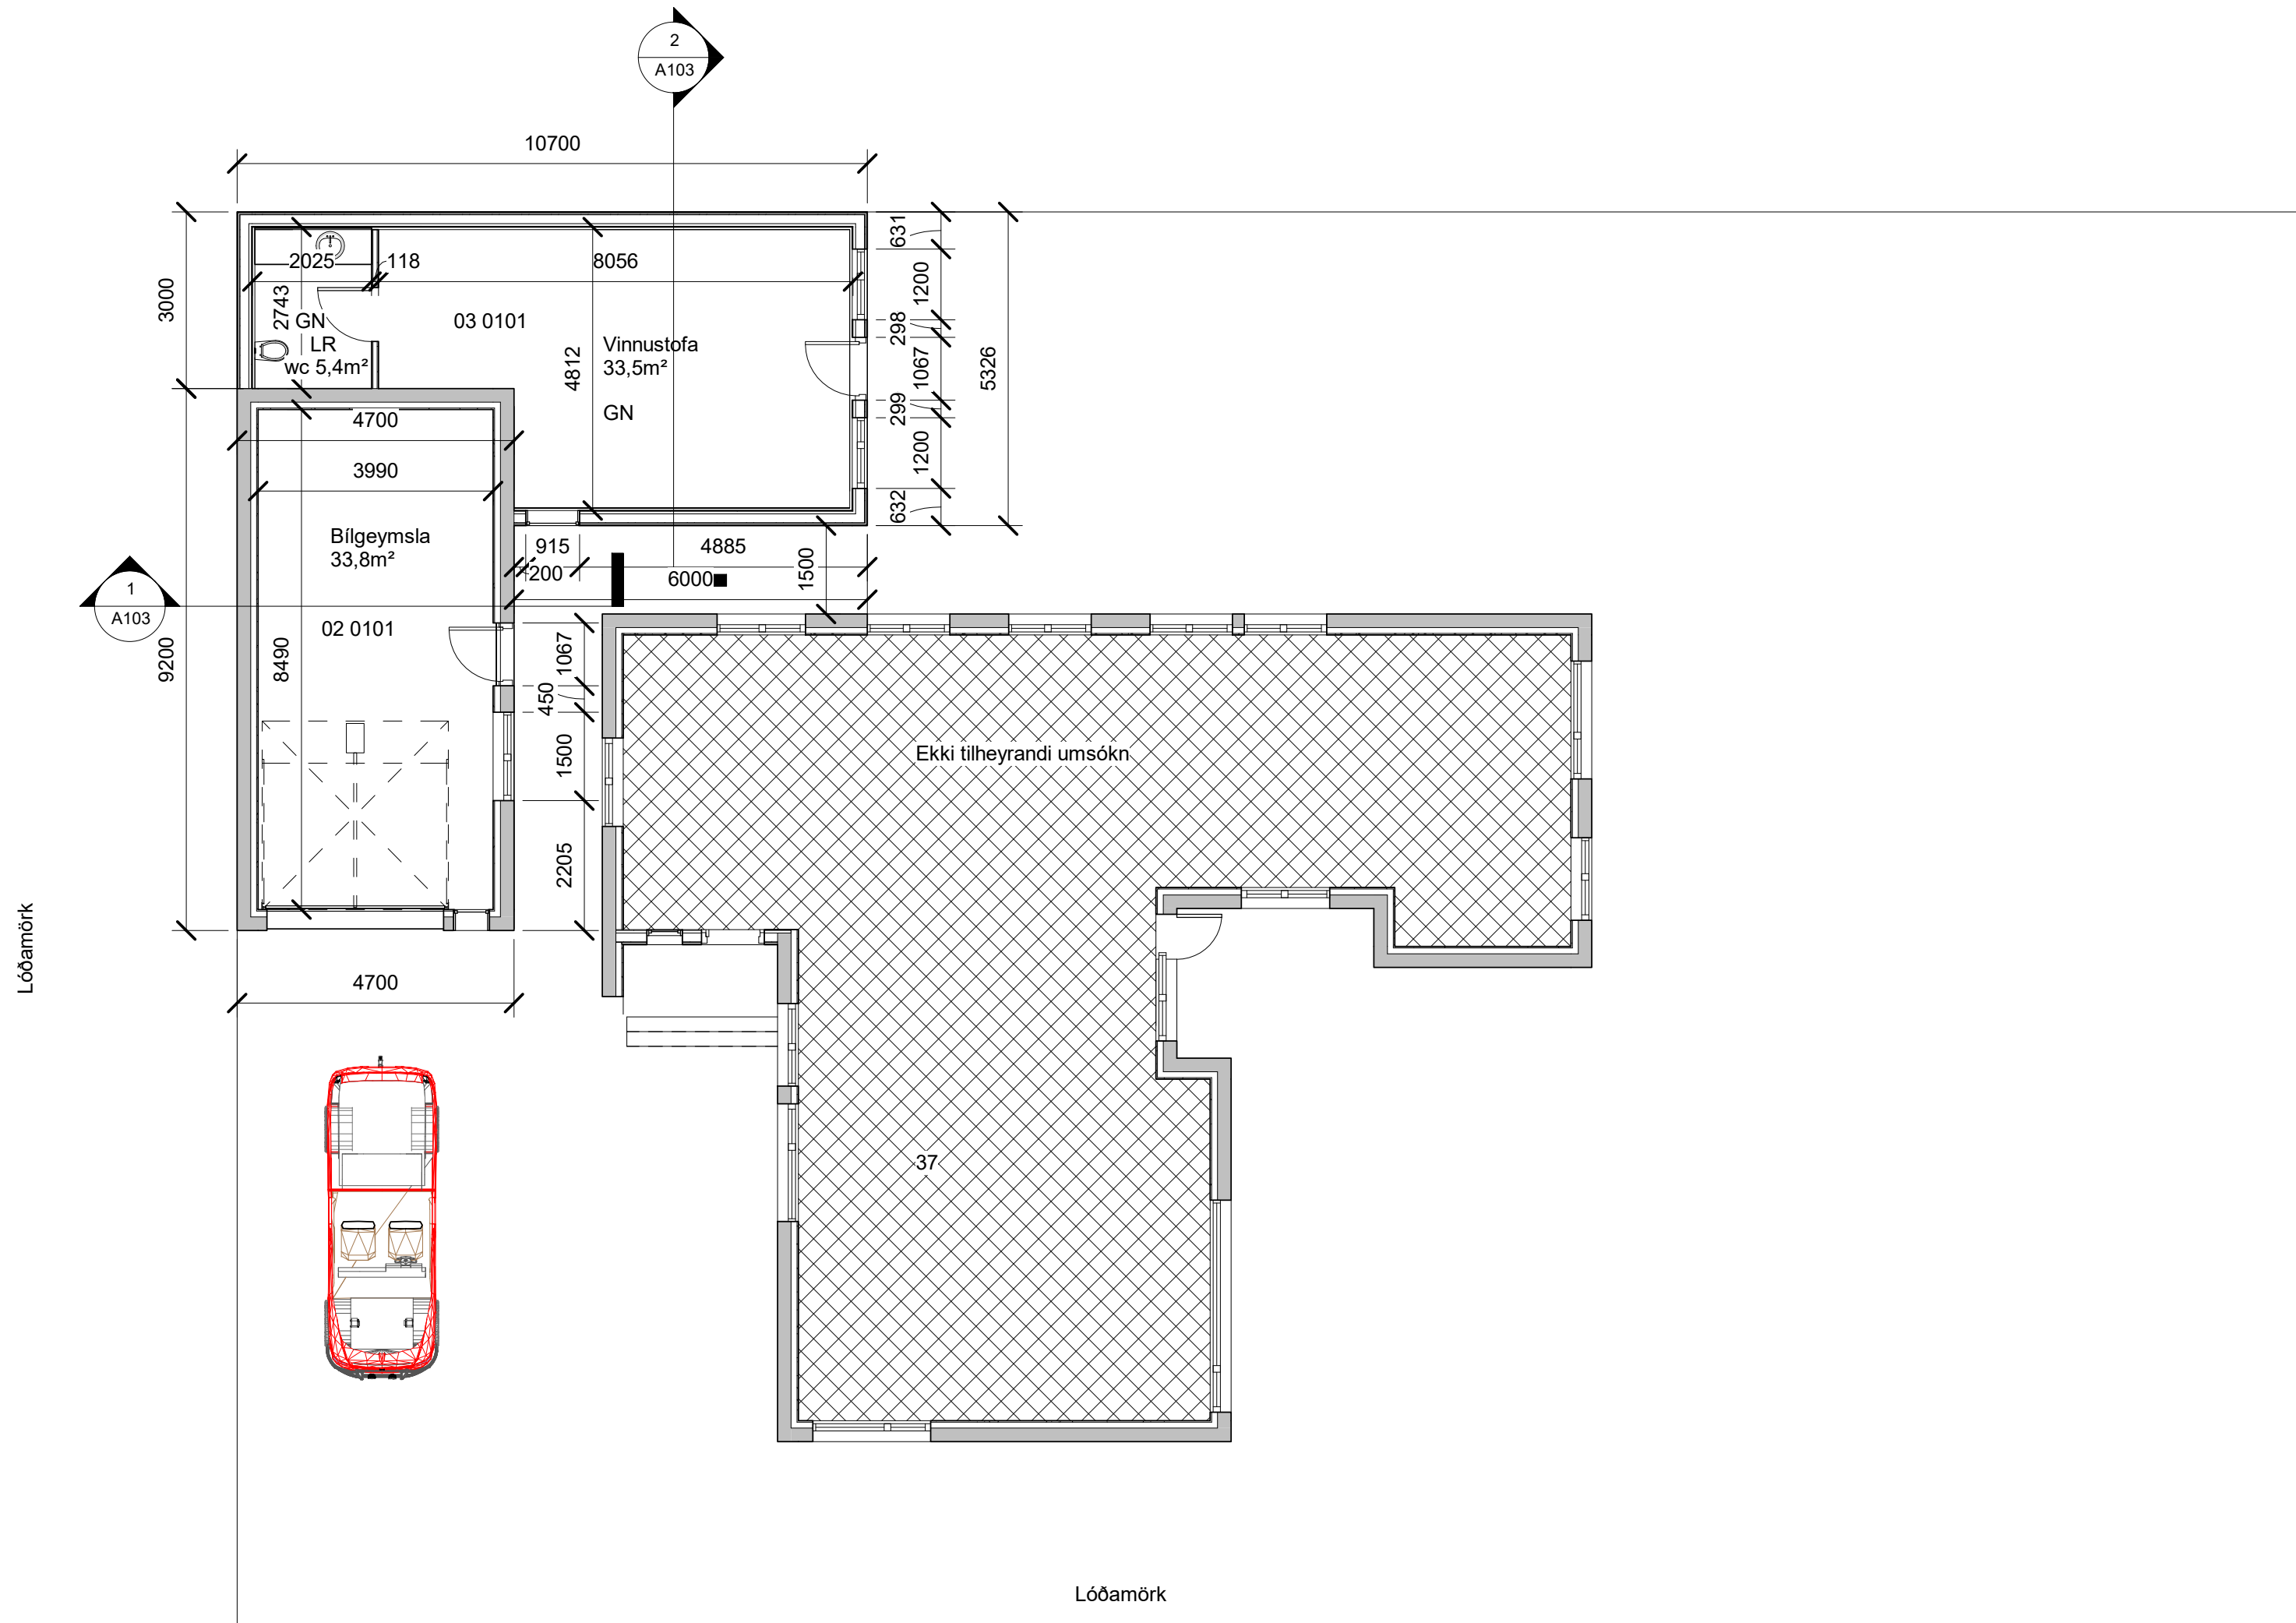 2
A103
10700
631
2025
118
8056
3000
2743
1200
GN
03 0101
298
LR
Vinnustofa
wc 5,4m²
33,5m²
4812
1067
5326
GN
299
4700
1200
3990
632
Bílgeymsla
33,8m²
915
4885
200
6000
1500
1
A103
02 0101
9200
8490
1067
450
1500
Ekki tilheyrandi umsókn
2205
Lóðamörk
4700
37
Lóðamörk